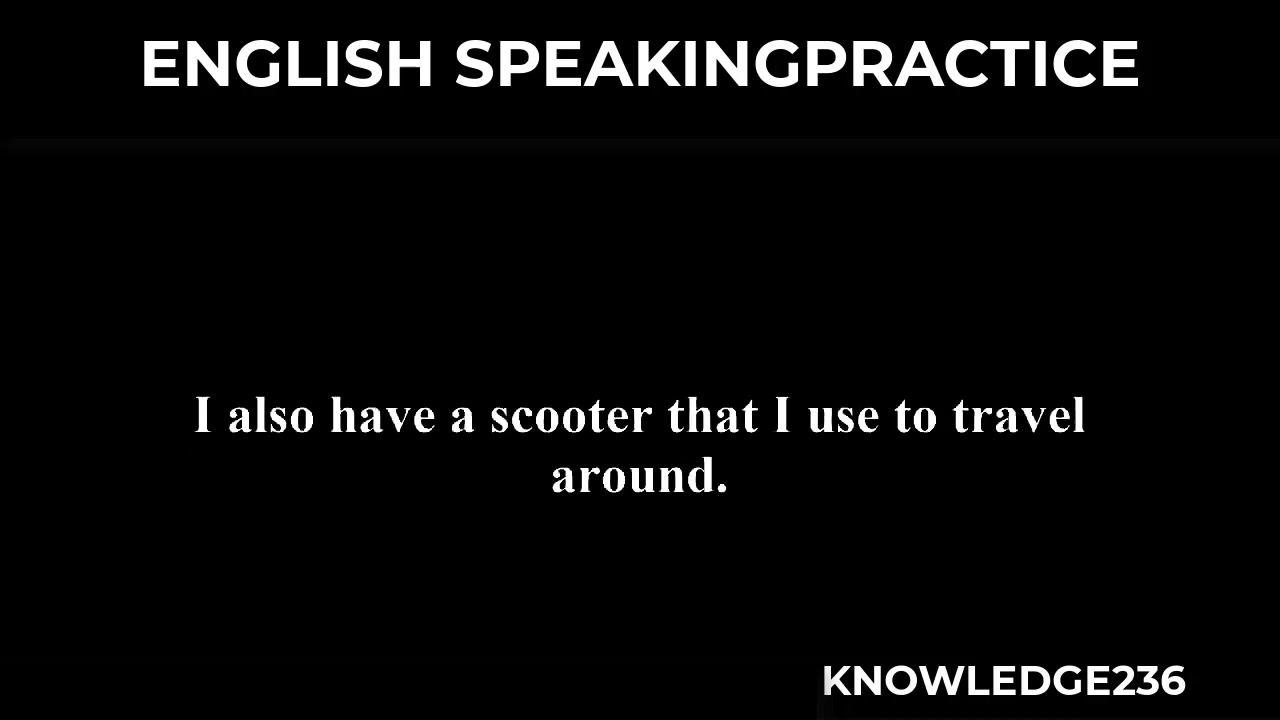 ENGLISH SPEAKINGPRACTICE
I also have a scooter that I use to travel
around.
KNOWLEDGE236